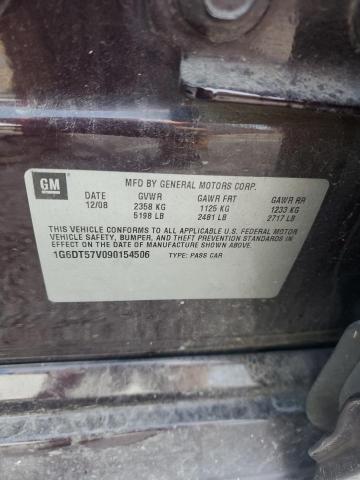 GM
MFD BY GENERAL MOTORS CORP.
DATE GVWR GAWR FRT GAWR RR
12/08 2358 KG 1125 KG 1233 KG
5198 LB 2481 LB 2717 LB
THIS VEHICLE CONFORMS TO ALL APPLICABLE U.S. FEDERAL MOTOR
VEHICLE SAFETY, BUMPER, AND THEFT PREVENTION STANDARDS IN
EFFECT ON THE DATE OF MANUFACTURE SHOWN ABOVE.
1G6DT57V090154506 TYPE: PASS CAR